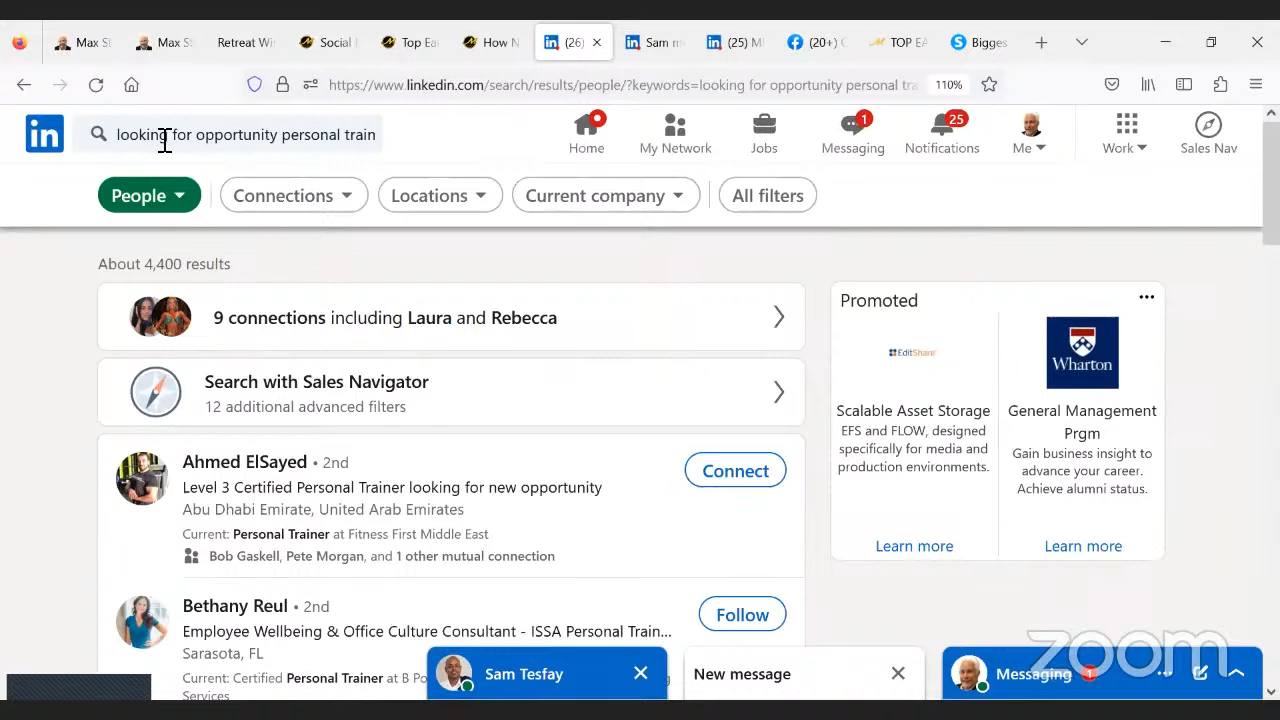 Max St
Max St
Retreat Wi
Social
Top Ea
How N
(26)
Sam m
(25) M
(20+)
TOP EA
Bigges
https://www.linkedin.com/search/results/people/?keywords=looking for opportunity personal tra
110%
in
looking for opportunity personal train
Home
My Network
Jobs
1
Messaging
25
Notifications
Me
Work
Sales Nav
People
Connections
Locations
Current company
All filters
About 4,400 results
9 connections including Laura and Rebecca
Search with Sales Navigator
12 additional advanced filters
Ahmed ElSayed • 2nd
Connect
Level 3 Certified Personal Trainer looking for new opportunity
Abu Dhabi Emirate, United Arab Emirates
Current: Personal Trainer at Fitness First Middle East
Bob Gaskell, Pete Morgan, and 1 other mutual connection
Bethany Reul • 2nd
Follow
Employee Wellbeing & Office Culture Consultant - ISSA Personal Train...
Sarasota, FL
Current: Certified Personal Trainer at B Po
Services
Promoted
EditShare
Wharton
Scalable Asset Storage
EFS and FLOW, designed
specifically for media and
production environments.
Learn more
General Management
Prgm
Gain business insight to
advance your career.
Achieve alumni status.
Learn more
Sam Tesfay
New message
Messaging 1
zoom